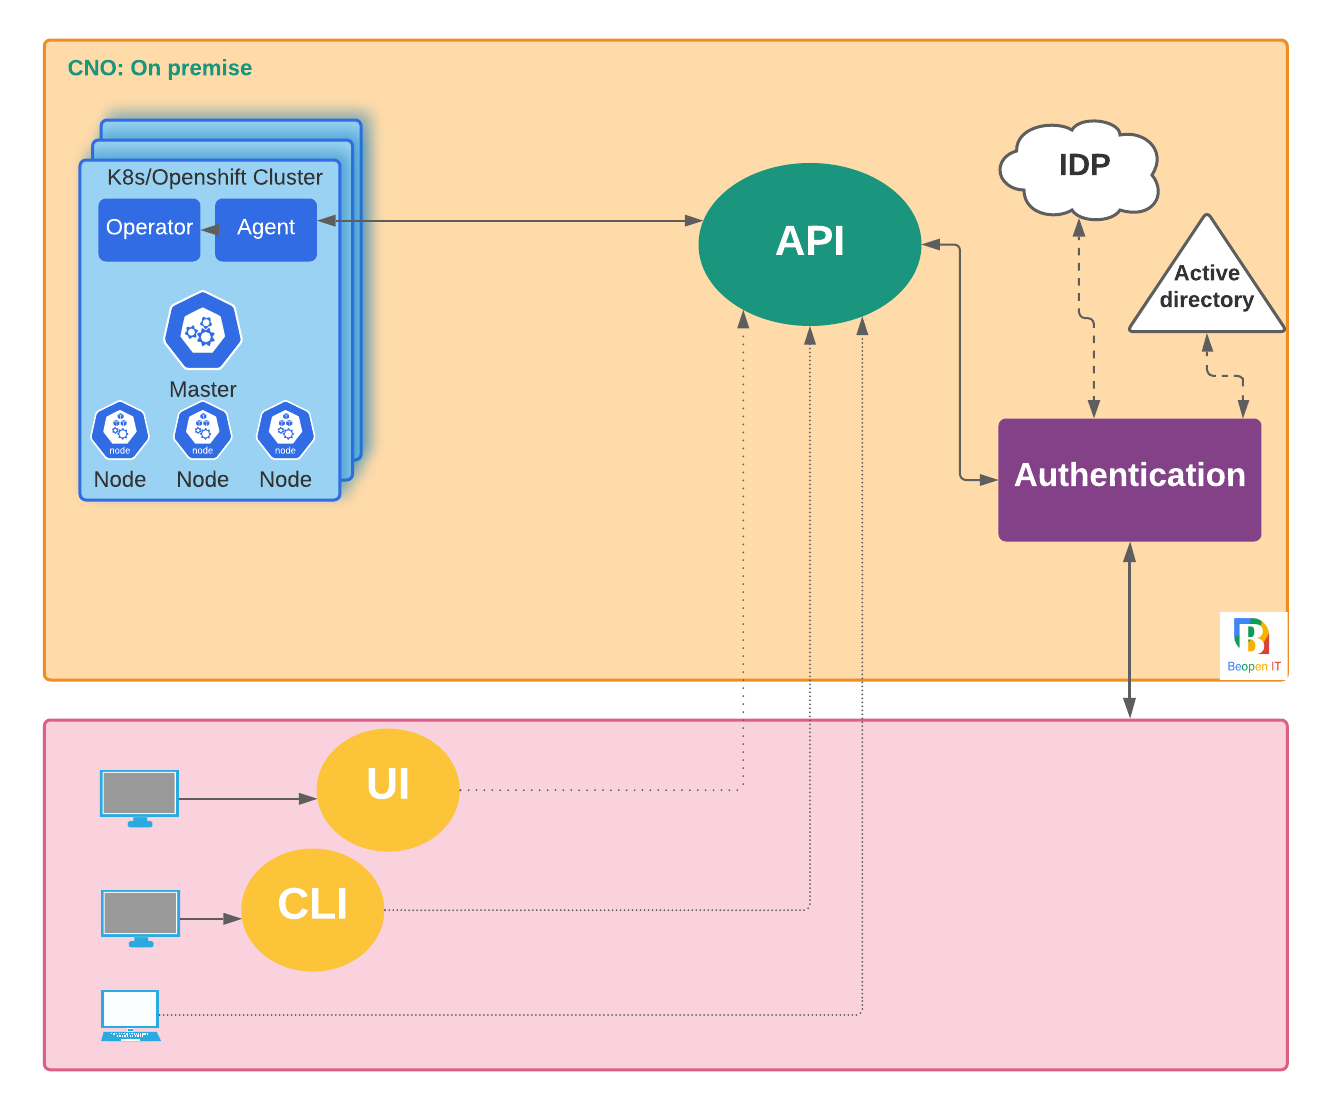 CNO: On premise
K8s/Openshift Cluster
Operator
Agent
Master
node
node
node
Node
Node
Node
API
IDP
Active
directory
Authentication
B
Beopen IT
UI
CLI